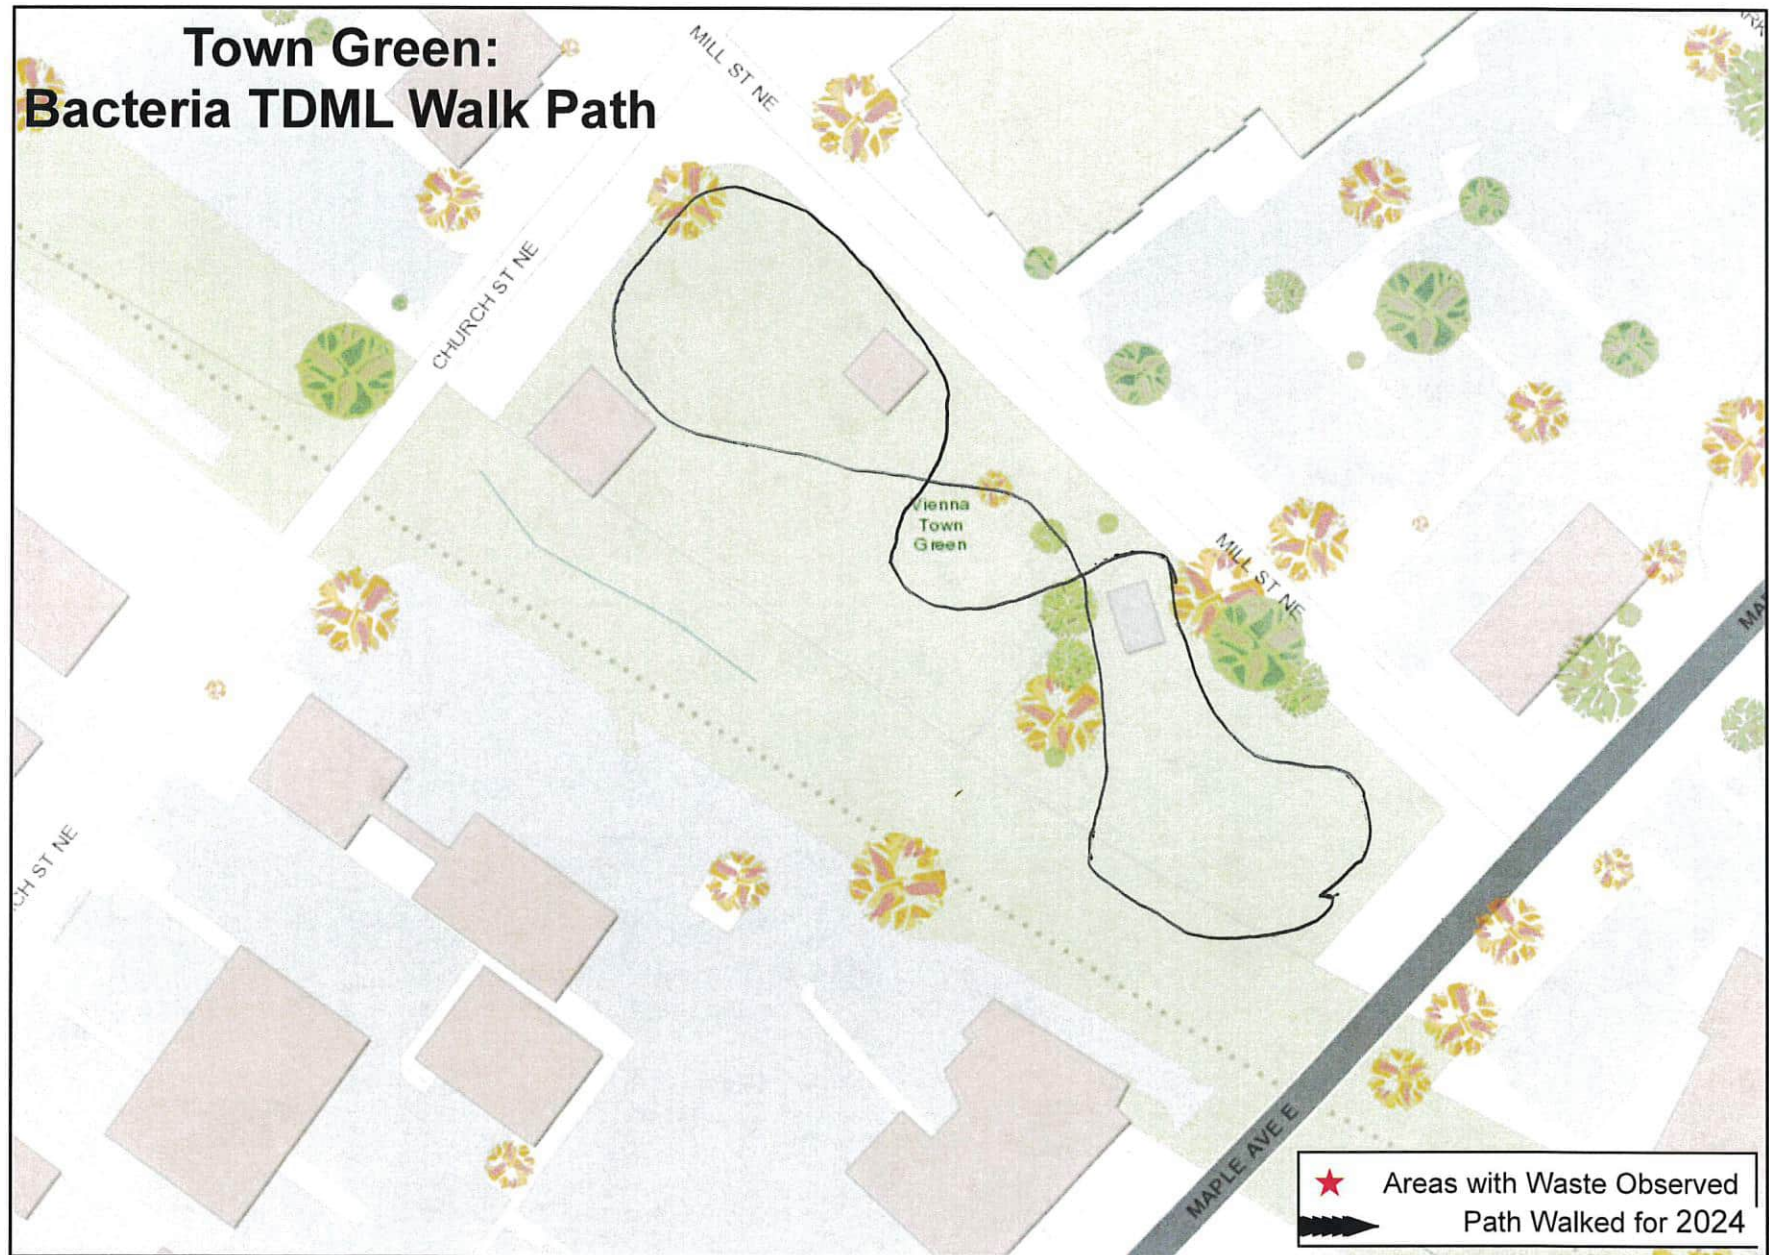 Town Green:
Bacteria TDML Walk Path
MILL ST NE
CHURCH ST NE
Vienna
Town
Green
MILL ST NE
CH ST NE
MAPLE AVE E
Areas with Waste Observed
Path Walked for 2024